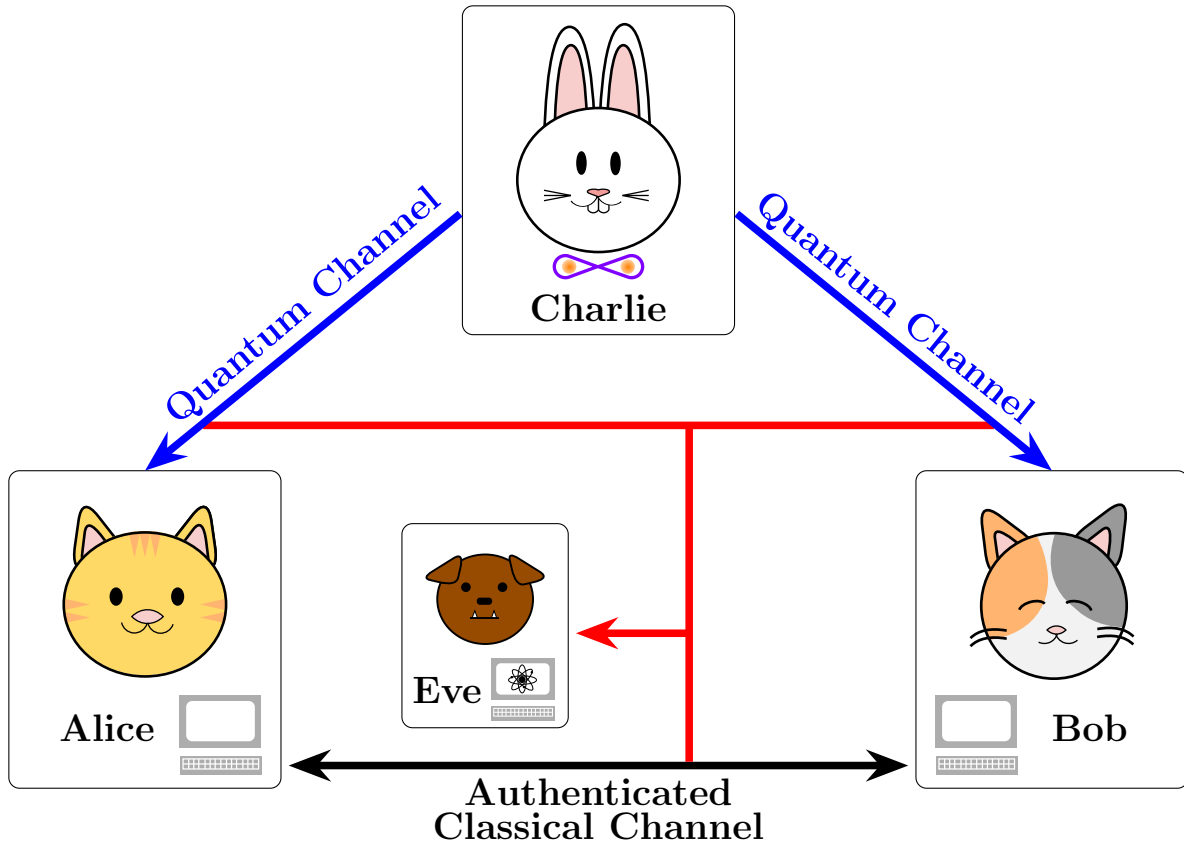 Charlie
Quantum Channel
Quantum Channel
Eve
Alice
Bob
Authenticated
Classical Channel